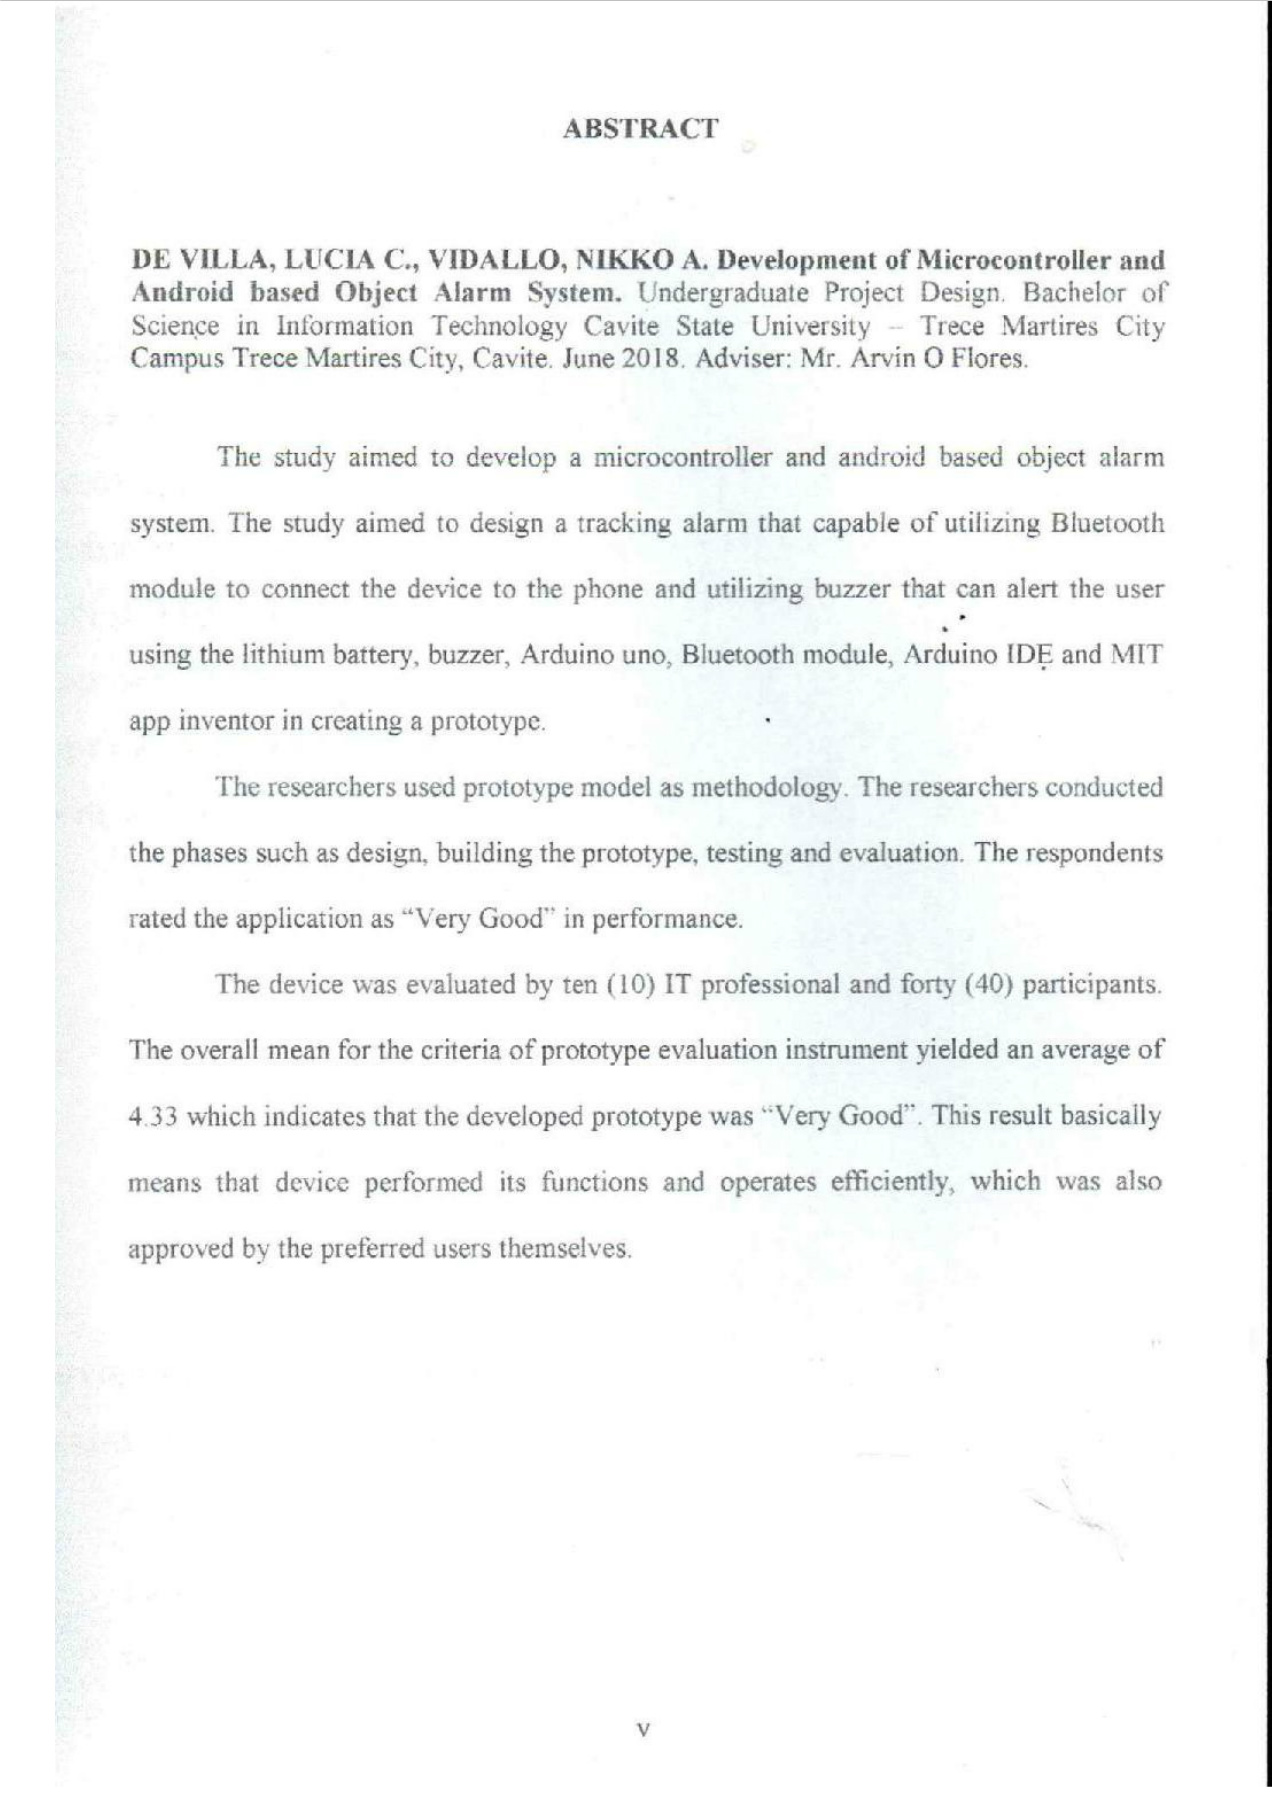 ABSTRACT
DE VILLA, LUCIA C., VIDALLO, NIKKO A. Development of Microcontroller and
Android based Object Alarm System. Undergraduate Project Design. Bachelor of
Science in Information Technology Cavite State University – Trece Martires City
Campus Trece Martires City, Cavite. June 2018. Adviser: Mr. Arvin O Flores.
The study aimed to develop a microcontroller and android based object alarm
system. The study aimed to design a tracking alarm that capable of utilizing Bluetooth
module to connect the device to the phone and utilizing buzzer that can alert the user
using the lithium battery, buzzer, Arduino uno, Bluetooth module, Arduino IDE and MIT
app inventor in creating a prototype.
The researchers used prototype model as methodology. The researchers conducted
the phases such as design, building the prototype, testing and evaluation. The respondents
rated the application as “Very Good” in performance.
The device was evaluated by ten (10) IT professional and forty (40) participants.
The overall mean for the criteria of prototype evaluation instrument yielded an average of
4.33 which indicates that the developed prototype was “Very Good”. This result basically
means that device performed its functions and operates efficiently, which was also
approved by the preferred users themselves.
v